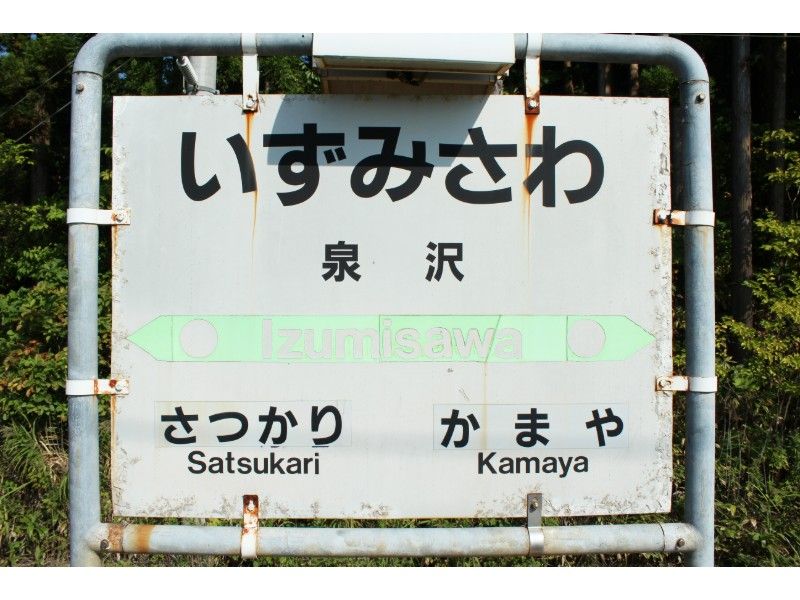 いずみさわ
泉沢
Izumisawa
さつかり かまや
Satsukari Kamaya